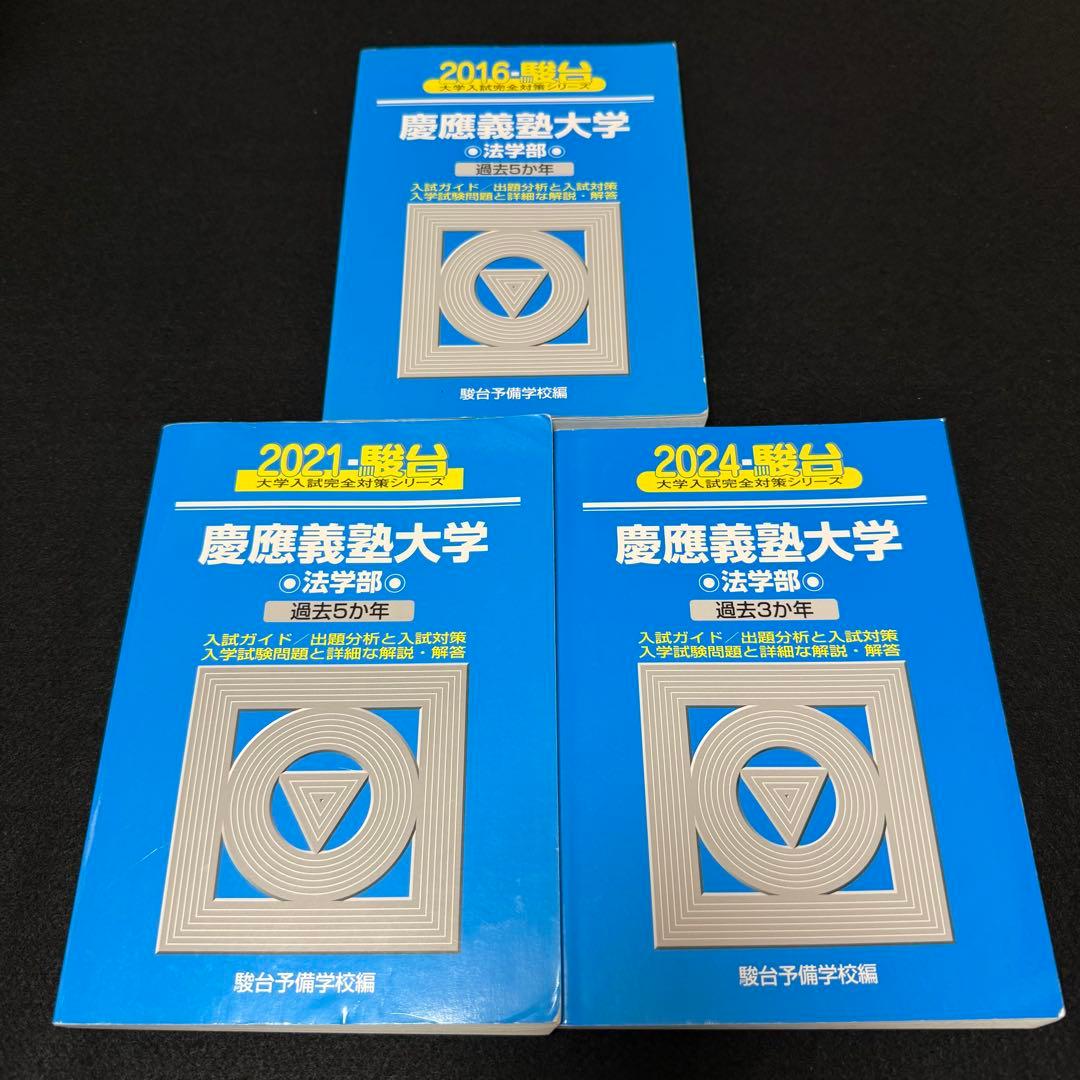 2016-駿台
大学入試完全対策シリーズ
慶應義塾大学
◉法学部◉
過去5か年
入試ガイド/出題分析と入試対策
入学試験問題と詳細な解説・解答
駿台予備学校編
2021-駿台
大学入試完全対策シリーズ
慶應義塾大学
◉法学部◉
過去5か年
入試ガイド/出題分析と入試対策
入学試験問題と詳細な解説・解答
駿台予備学校編
2024-駿台
大学入試完全対策シリーズ
慶應義塾大学
◉法学部◉
過去3か年
入試ガイド/出題分析と入試対策
入学試験問題と詳細な解説・解答
駿台予備学校編